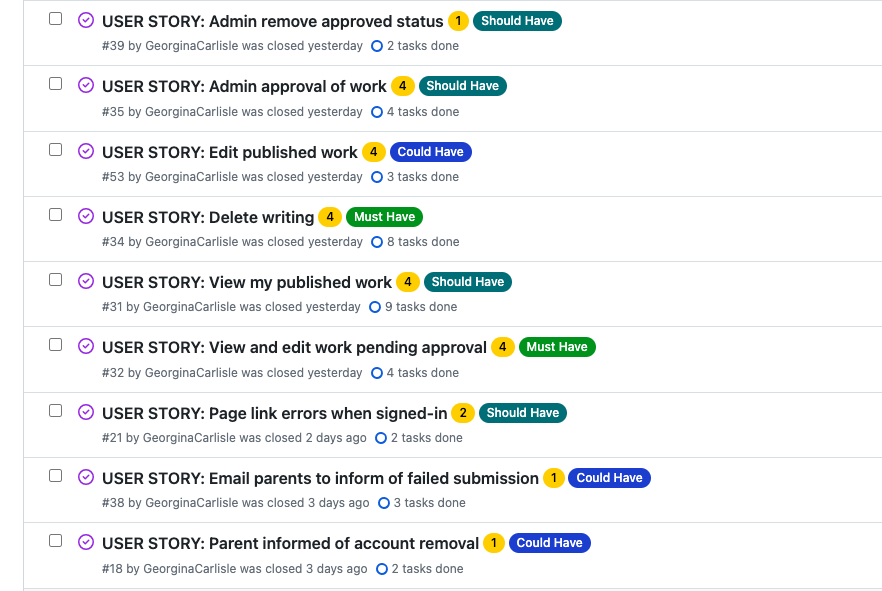 USER STORY: Admin remove approved status 1 Should Have
#39 by GeorginaCarlisle was closed yesterday 2 tasks done
USER STORY: Admin approval of work 4 Should Have
#35 by GeorginaCarlisle was closed yesterday 4 tasks done
USER STORY: Edit published work 4 Could Have
#53 by GeorginaCarlisle was closed yesterday 3 tasks done
USER STORY: Delete writing 4 Must Have
#34 by GeorginaCarlisle was closed yesterday 8 tasks done
USER STORY: View my published work 4 Should Have
#31 by GeorginaCarlisle was closed yesterday 9 tasks done
USER STORY: View and edit work pending approval 4 Must Have
#32 by GeorginaCarlisle was closed yesterday 4 tasks done
USER STORY: Page link errors when signed-in 2 Should Have
#21 by GeorginaCarlisle was closed 2 days ago 2 tasks done
USER STORY: Email parents to inform of failed submission 1 Could Have
#38 by GeorginaCarlisle was closed 3 days ago 3 tasks done
USER STORY: Parent informed of account removal 1 Could Have
#18 by GeorginaCarlisle was closed 3 days ago 2 tasks done